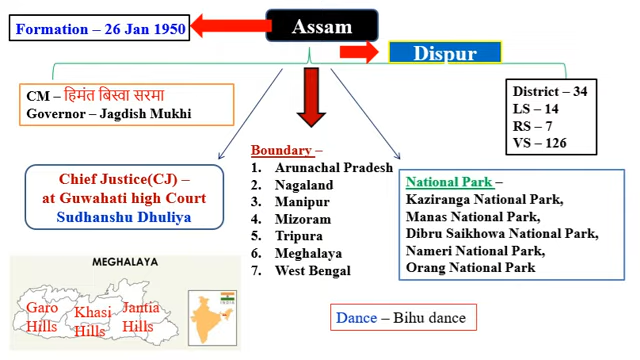 Assam
Formation – 26 Jan 1950
Dispur
CM – हिमंत बिस्वा सरमा
Governor – Jagdish Mukhi
District – 34
LS – 14
RS – 7
VS – 126
Chief Justice(CJ) –
at Guwahati high Court
Sudhanshu Dhuliya
Boundary –
1. Arunachal Pradesh
2. Nagaland
3. Manipur
4. Mizoram
5. Tripura
6. Meghalaya
7. West Bengal
National Park –
Kaziranga National Park,
Manas National Park,
Dibru Saikhowa National Park,
Nameri National Park,
Orang National Park
MEGHALAYA
Garo
Hills
Khasi
Hills
Jantia
Hills
INDIA
Dance – Bihu dance